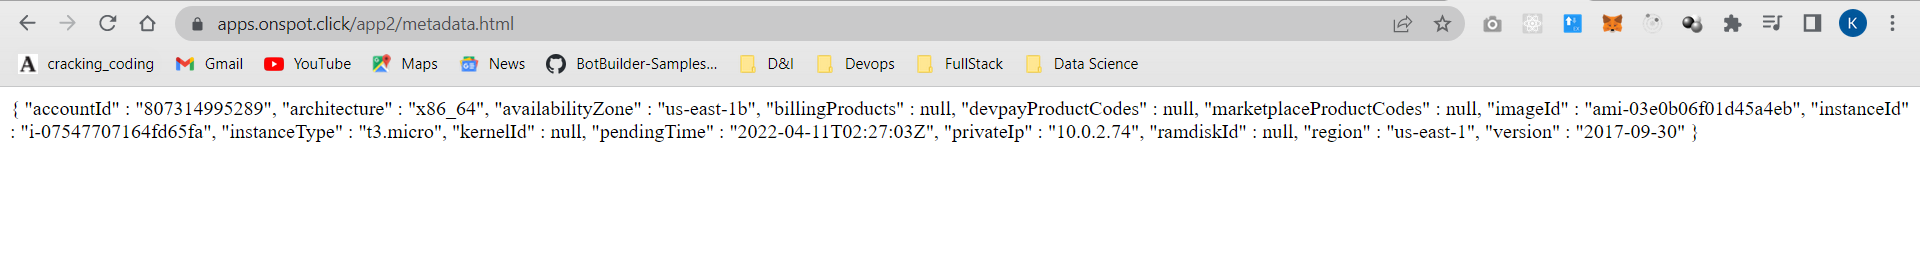 apps.onspot.click/app2/metadata.html
K
A cracking_coding Gmail YouTube Maps News BotBuilder-Samples... D&I Devops FullStack Data Science
{ "accountId" : "807314995289", "architecture" : "x86_64", "availabilityZone" : "us-east-1b", "billingProducts" : null, "devpayProductCodes" : null, "marketplaceProductCodes" : null, "imageId" : "ami-03e0b06f01d45a4eb", "instanceId"
: "i-07547707164fd65fa", "instanceType" : "t3.micro", "kernelId" : null, "pendingTime" : "2022-04-11T02:27:03Z", "privateIp" : "10.0.2.74", "ramdiskId" : null, "region" : "us-east-1", "version" : "2017-09-30" }